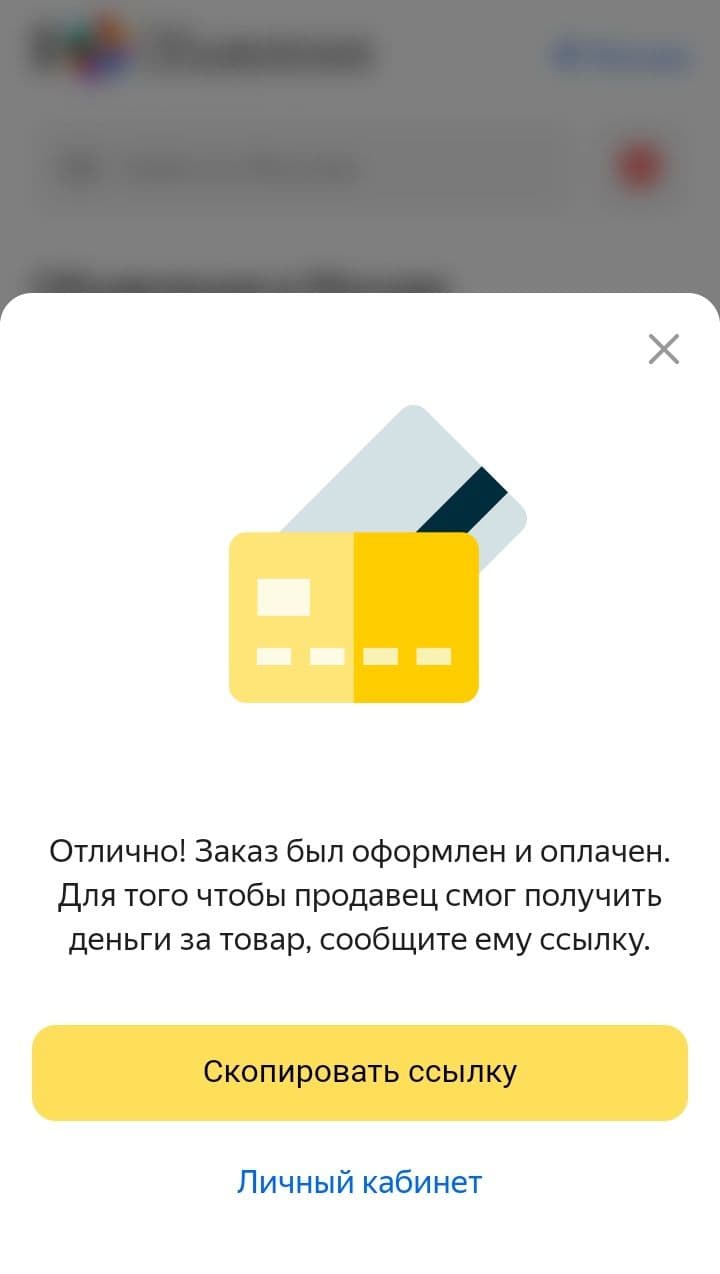 Отлично! Заказ был оформлен и оплачен.
Для того чтобы продавец смог получить
деньги за товар, сообщите ему ссылку.
Скопировать ссылку
Личный кабинет